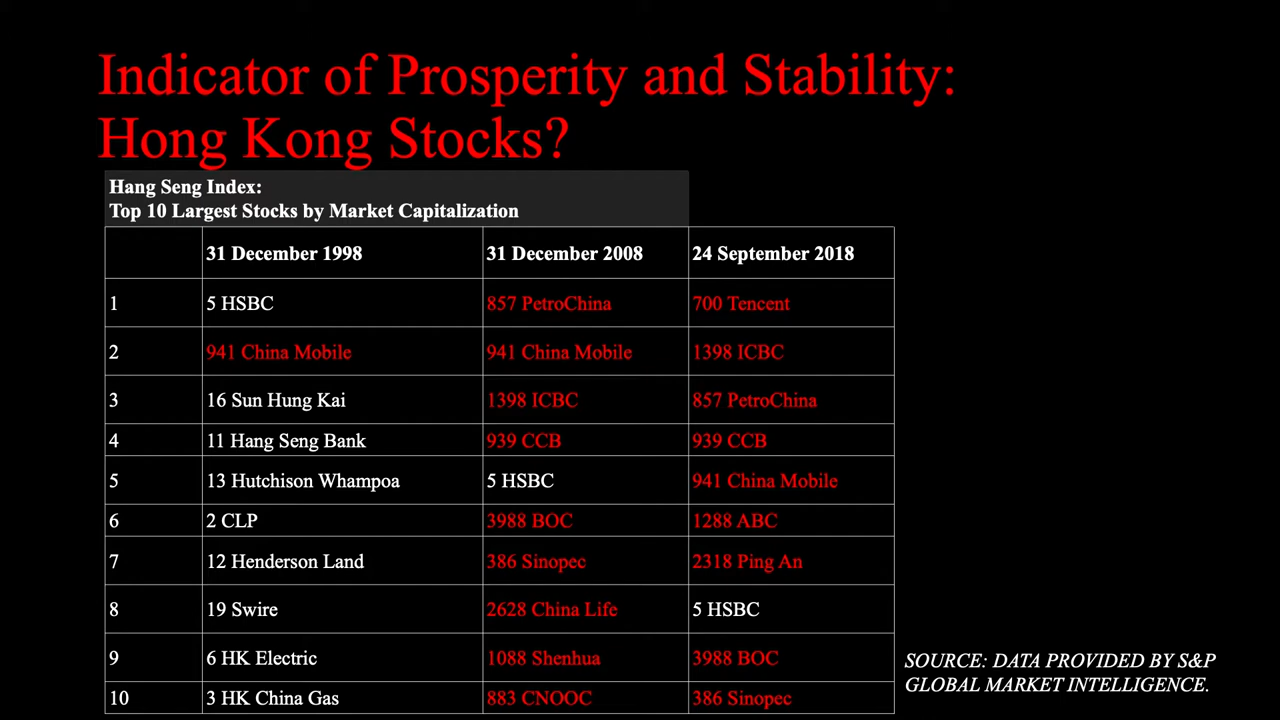 Indicator of Prosperity and Stability:
Hong Kong Stocks?
Hang Seng Index:
Top 10 Largest Stocks by Market Capitalization
31 December 1998 31 December 2008 24 September 2018
1 5 HSBC 857 PetroChina 700 Tencent
2 941 China Mobile 941 China Mobile 1398 ICBC
3 16 Sun Hung Kai 1398 ICBC 857 PetroChina
4 11 Hang Seng Bank 939 CCB 939 CCB
5 13 Hutchison Whampoa 5 HSBC 941 China Mobile
6 2 CLP 3988 BOC 1288 ABC
7 12 Henderson Land 386 Sinopec 2318 Ping An
8 19 Swire 2628 China Life 5 HSBC
9 6 HK Electric 1088 Shenhua 3988 BOC
10 3 HK China Gas 883 CNOOC 386 Sinopec
SOURCE: DATA PROVIDED BY S&P
GLOBAL MARKET INTELLIGENCE.